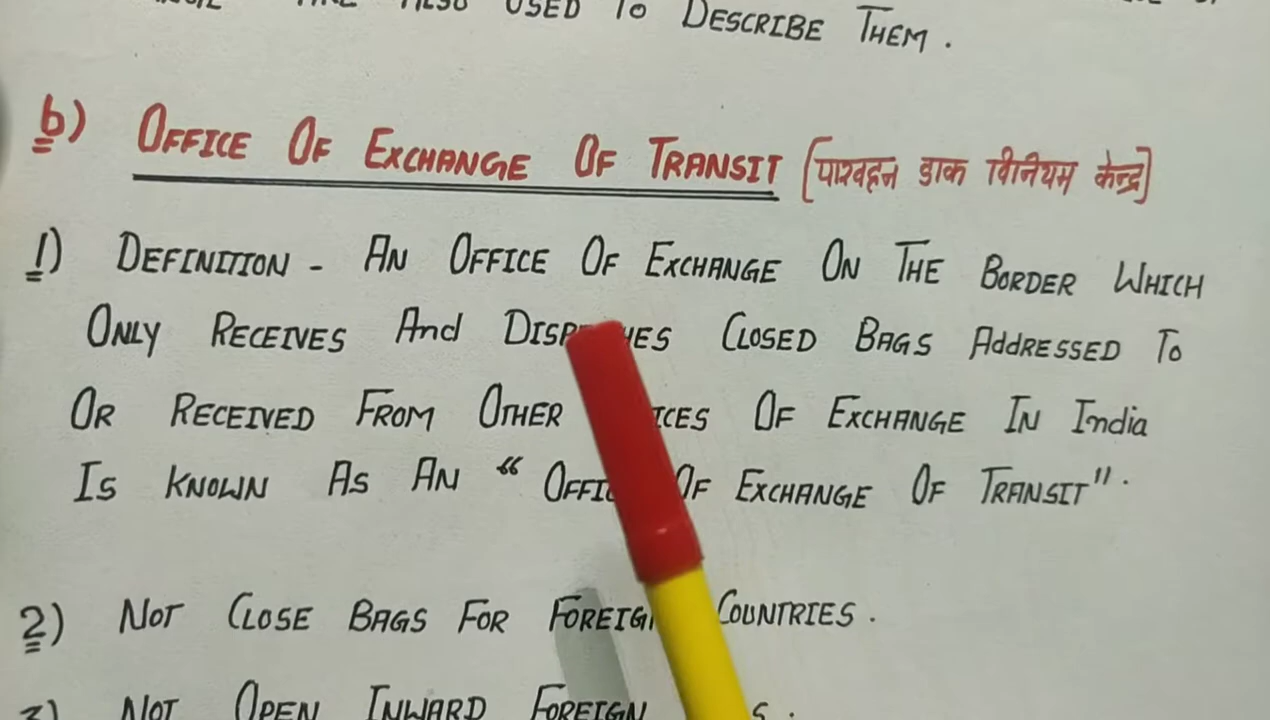 ALSO USED TO DESCRIBE THEM.
b) OFFICE OF EXCHANGE OF TRANSIT [पारवहन डाक विनियम केन्द्र]
1) DEFINITION - AN OFFICE OF EXCHANGE ON THE BORDER WHICH
ONLY RECEIVES And CLOSED BAGS ADDRESSED TO
OR RECEIVED FROM OTHER OF EXCHANGE IN India
IS KNOWN AS AN " OF EXCHANGE OF TRANSIT".
2) NOT CLOSE BAGS FOR FOREIGN COUNTRIES.
3) NOT OPEN INWARD FOREIGN